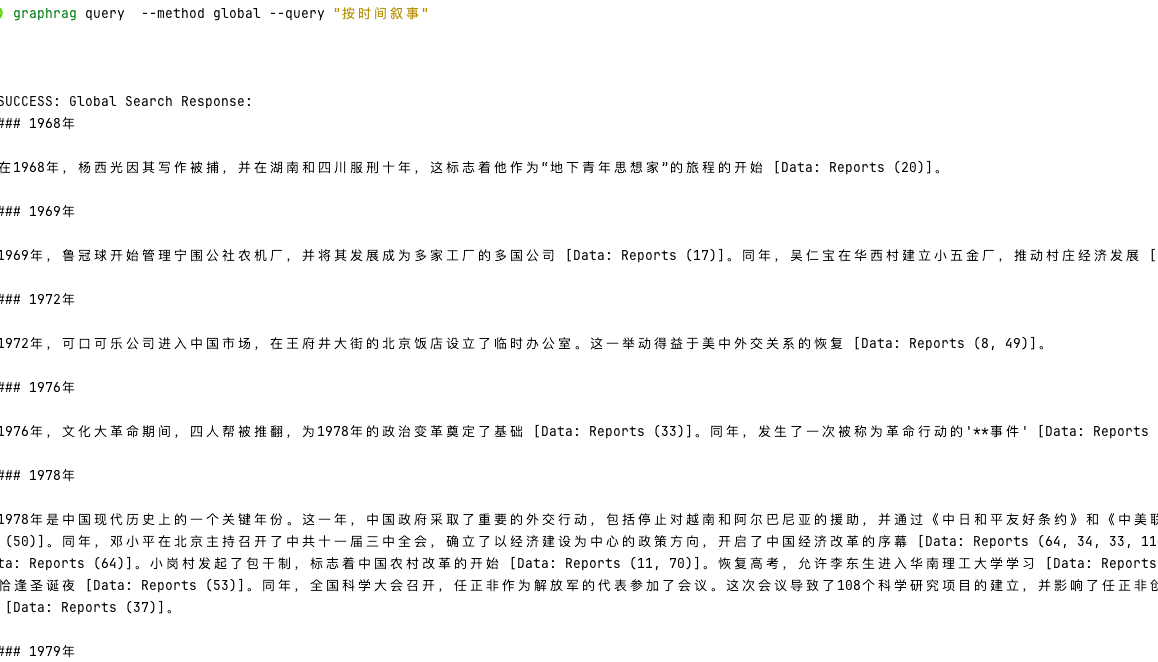 graphrag query --method global --query "按时间叙事"
SUCCESS: Global Search Response:
### 1968年
在1968年，杨西光因其写作被捕，并在湖南和四川服刑十年，这标志着他作为“地下青年思想家”的旅程的开始 [Data: Reports (20)]。
### 1969年
1969年，鲁冠球开始管理宁围公社农机厂，并将其发展成为多家工厂的多国公司 [Data: Reports (17)]。同年，吴仁宝在华西村建立小五金厂，推动村庄经济发展 [
### 1972年
1972年，可口可乐公司进入中国市场，在王府井大街的北京饭店设立了临时办公室。这一举动得益于美中外交关系的恢复 [Data: Reports (8, 49)]。
### 1976年
1976年，文化大革命期间，四人帮被推翻，为1978年的政治变革奠定了基础 [Data: Reports (33)]。同年，发生了一次被称为革命行动的'**事件' [Data: Reports
### 1978年
1978年是中国现代历史上的一个关键年份。这一年，中国政府采取了重要的外交行动，包括停止对越南和阿尔巴尼亚的援助，并通过《中日和平友好条约》和《中美联
(50)]。同年，邓小平在北京主持召开了中共十一届三中全会，确立了以经济建设为中心的政策方向，开启了中国经济改革的序幕 [Data: Reports (64, 34, 33, 11
ta: Reports (64)]。小岗村发起了包干制，标志着中国农村改革的开始 [Data: Reports (11, 70)]。恢复高考，允许李东生进入华南理工大学学习 [Data: Reports
恰逢圣诞夜 [Data: Reports (53)]。同年，全国科学大会召开，任正非作为解放军的代表参加了会议。这次会议导致了108个科学研究项目的建立，并影响了任正非创
[Data: Reports (37)]。
### 1979年